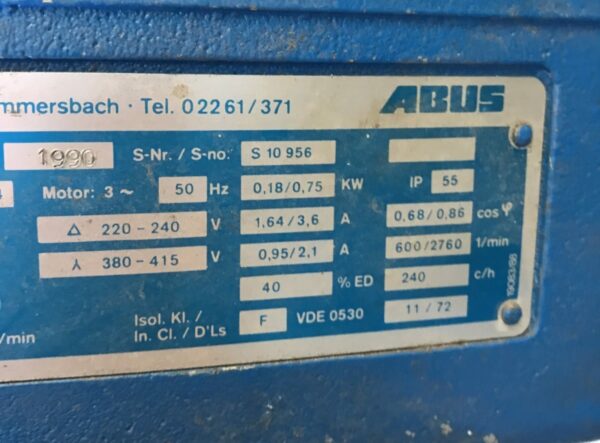 mmersbach · Tel. 02261/371 ABUS
1990 S-Nr. / S-no: S 10 956
Motor: 3 ~ 50 Hz 0,18/0,75 KW IP 55
Δ 220 - 240 V 1,64/3,6 A 0,68/0,86 cos φ
⅄ 380 - 415 V 0,95/2,1 A 600/2760 1/min
40 % ED 240 c/h
/min Isol. Kl. / F VDE 0530 11/72
In. Cl. / D'Ls
19083/88